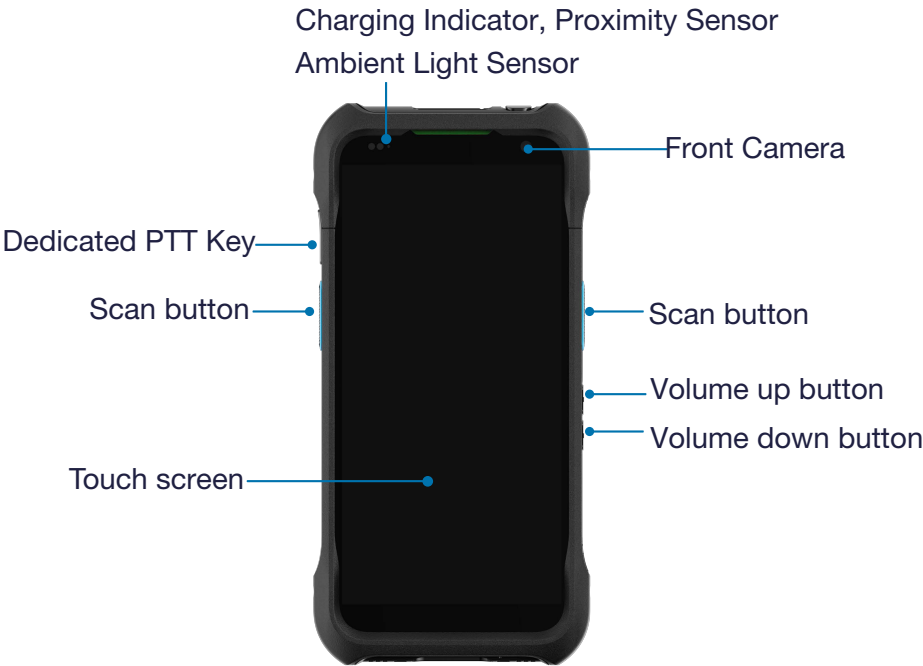 Charging Indicator, Proximity Sensor
Ambient Light Sensor
Front Camera
Dedicated PTT Key
Scan button
Scan button
Volume up button
Volume down button
Touch screen